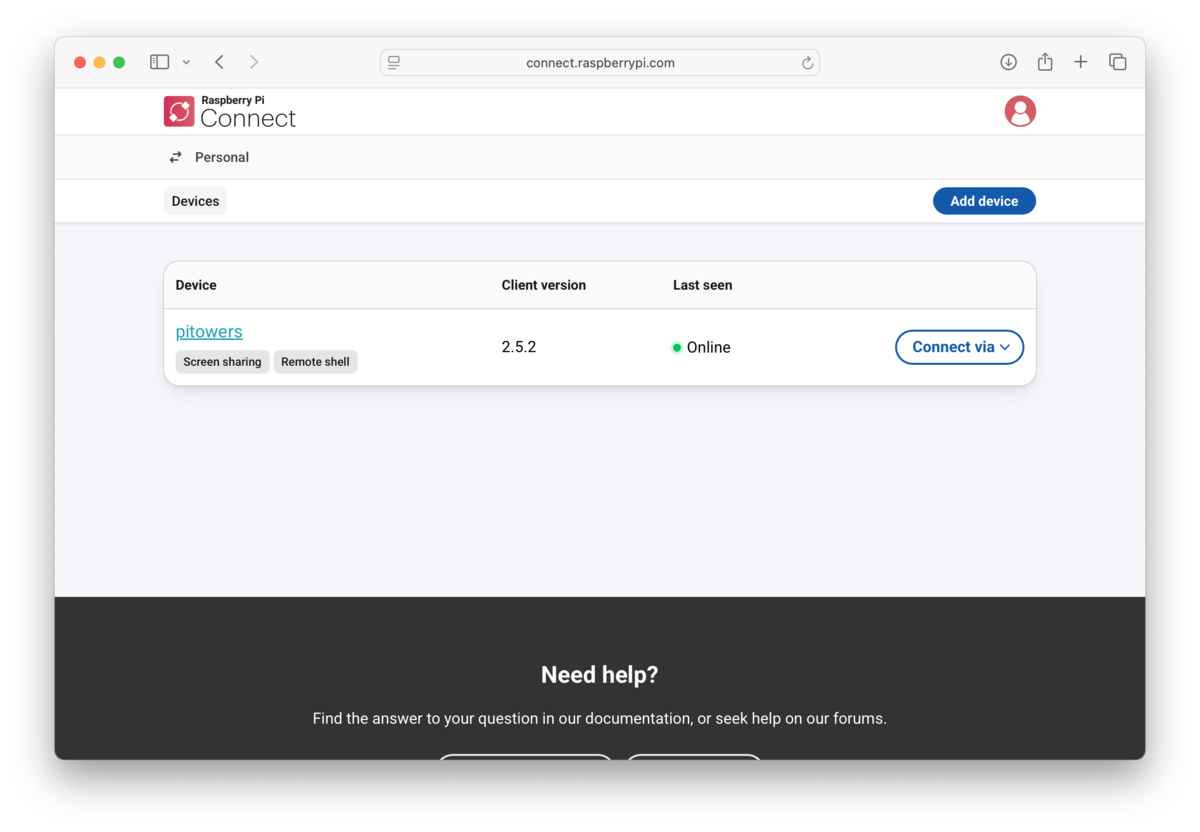 connect.raspberrypi.com
Raspberry Pi
Connect
Personal
Devices
Add device
Device Client version Last seen
pitowers
Screen sharing Remote shell
2.5.2
Online
Connect via
Need help?
Find the answer to your question in our documentation, or seek help on our forums.